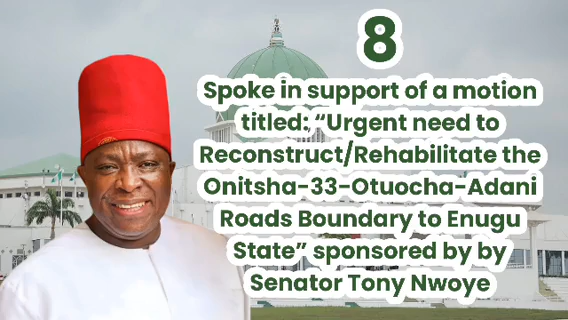 8
Spoke in support of a motion
titled: “Urgent need to
Reconstruct/Rehabilitate the
Onitsha-33-Otuocha-Adani
Roads Boundary to Enugu
State” sponsored by by
Senator Tony Nwoye